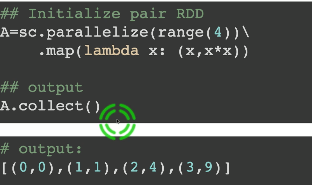 ## Initialize pair RDD
A=sc.parallelize(range(4))\
    .map(lambda x: (x,x*x))
## output
A.collect()
# output:
[(0,0),(1,1),(2,4),(3,9)]